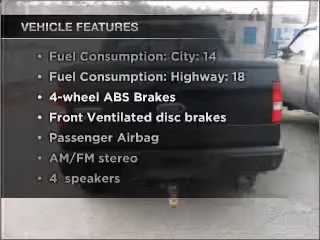 VEHICLE FEATURES
• Fuel Consumption: City: 14
• Fuel Consumption: Highway: 18
• 4-wheel ABS Brakes
• Front Ventilated disc brakes
• Passenger Airbag
• AM/FM stereo
• 4 speakers